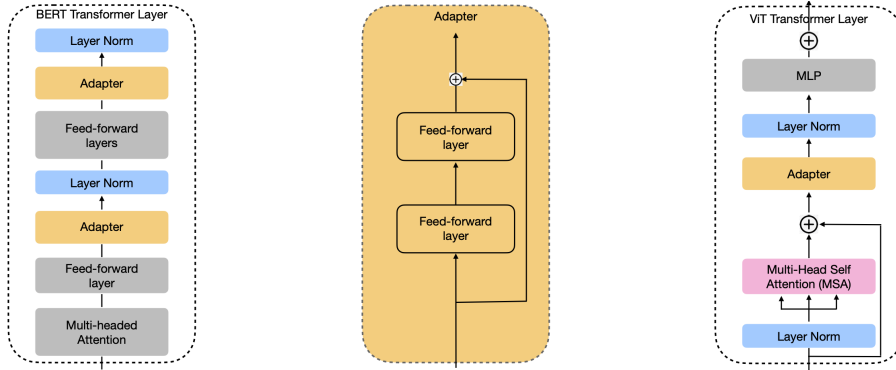 BERT Transformer Layer
Layer Norm
Adapter
Feed-forward
layers
Layer Norm
Adapter
Feed-forward
layer
Multi-headed
Attention
Adapter
Feed-forward
layer
Feed-forward
layer
ViT Transformer Layer
MLP
Layer Norm
Adapter
Multi-Head Self
Attention (MSA)
Layer Norm